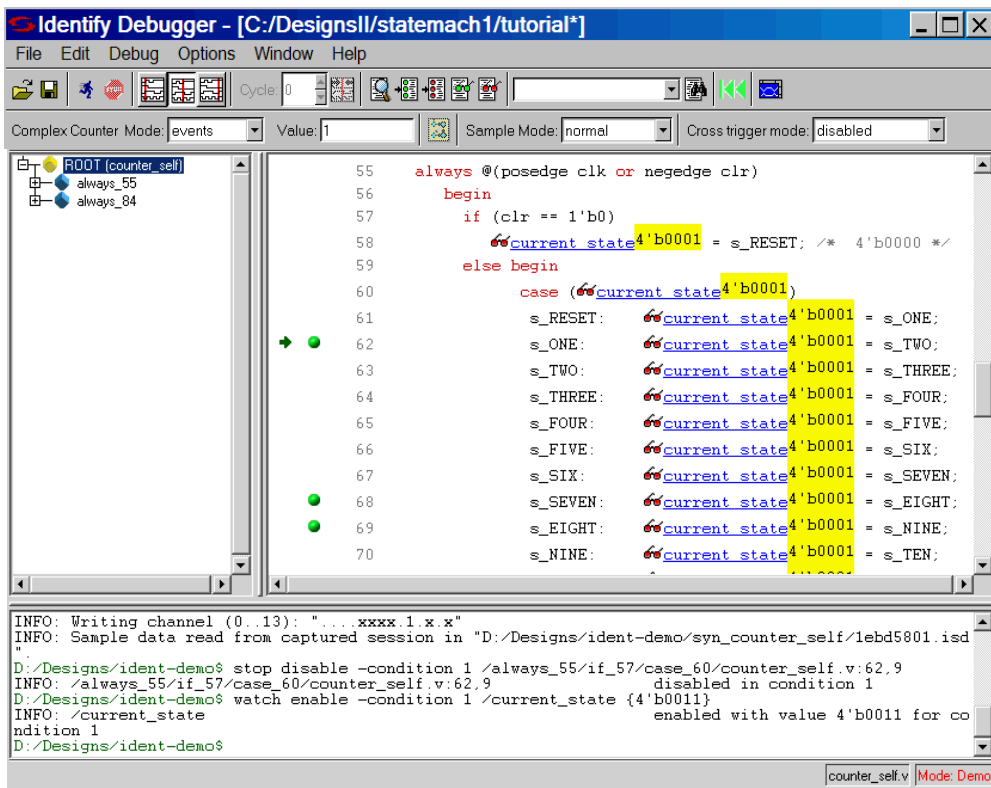 Identify Debugger - [C:/DesignsII/statemach1/tutorial*]
File Edit Debug Options Window Help
STOP Cycle: 0
Complex Counter Mode: events Value: 1 Sample Mode: normal Cross trigger mode: disabled
ROOT (counter_self)
always_55
always_84
55 always @(posedge clk or negedge clr)
56 begin
57 if (clr == 1'b0)
58 current_state 4'b0001 = s_RESET; /* 4'b0000 */
59 else begin
60 case (current_state 4'b0001)
61 s_RESET: current_state 4'b0001 = s_ONE;
62 s_ONE: current_state 4'b0001 = s_TWO;
63 s_TWO: current_state 4'b0001 = s_THREE;
64 s_THREE: current_state 4'b0001 = s_FOUR;
65 s_FOUR: current_state 4'b0001 = s_FIVE;
66 s_FIVE: current_state 4'b0001 = s_SIX;
67 s_SIX: current_state 4'b0001 = s_SEVEN;
68 s_SEVEN: current_state 4'b0001 = s_EIGHT;
69 s_EIGHT: current_state 4'b0001 = s_NINE;
70 s_NINE: current_state 4'b0001 = s_TEN;
INFO: Writing channel (0..13): "....xxxx.1.x.x"
INFO: Sample data read from captured session in "D:/Designs/ident-demo/syn_counter_self/1ebd5801.isd
".
D:/Designs/ident-demo$ stop disable -condition 1 /always_55/if_57/case_60/counter_self.v:62,9
INFO: /always_55/if_57/case_60/counter_self.v:62,9 disabled in condition 1
D:/Designs/ident-demo$ watch enable -condition 1 /current_state {4'b0011}
INFO: /current_state enabled with value 4'b0011 for co
ndition 1
D:/Designs/ident-demo$
counter_self.v Mode: Demo